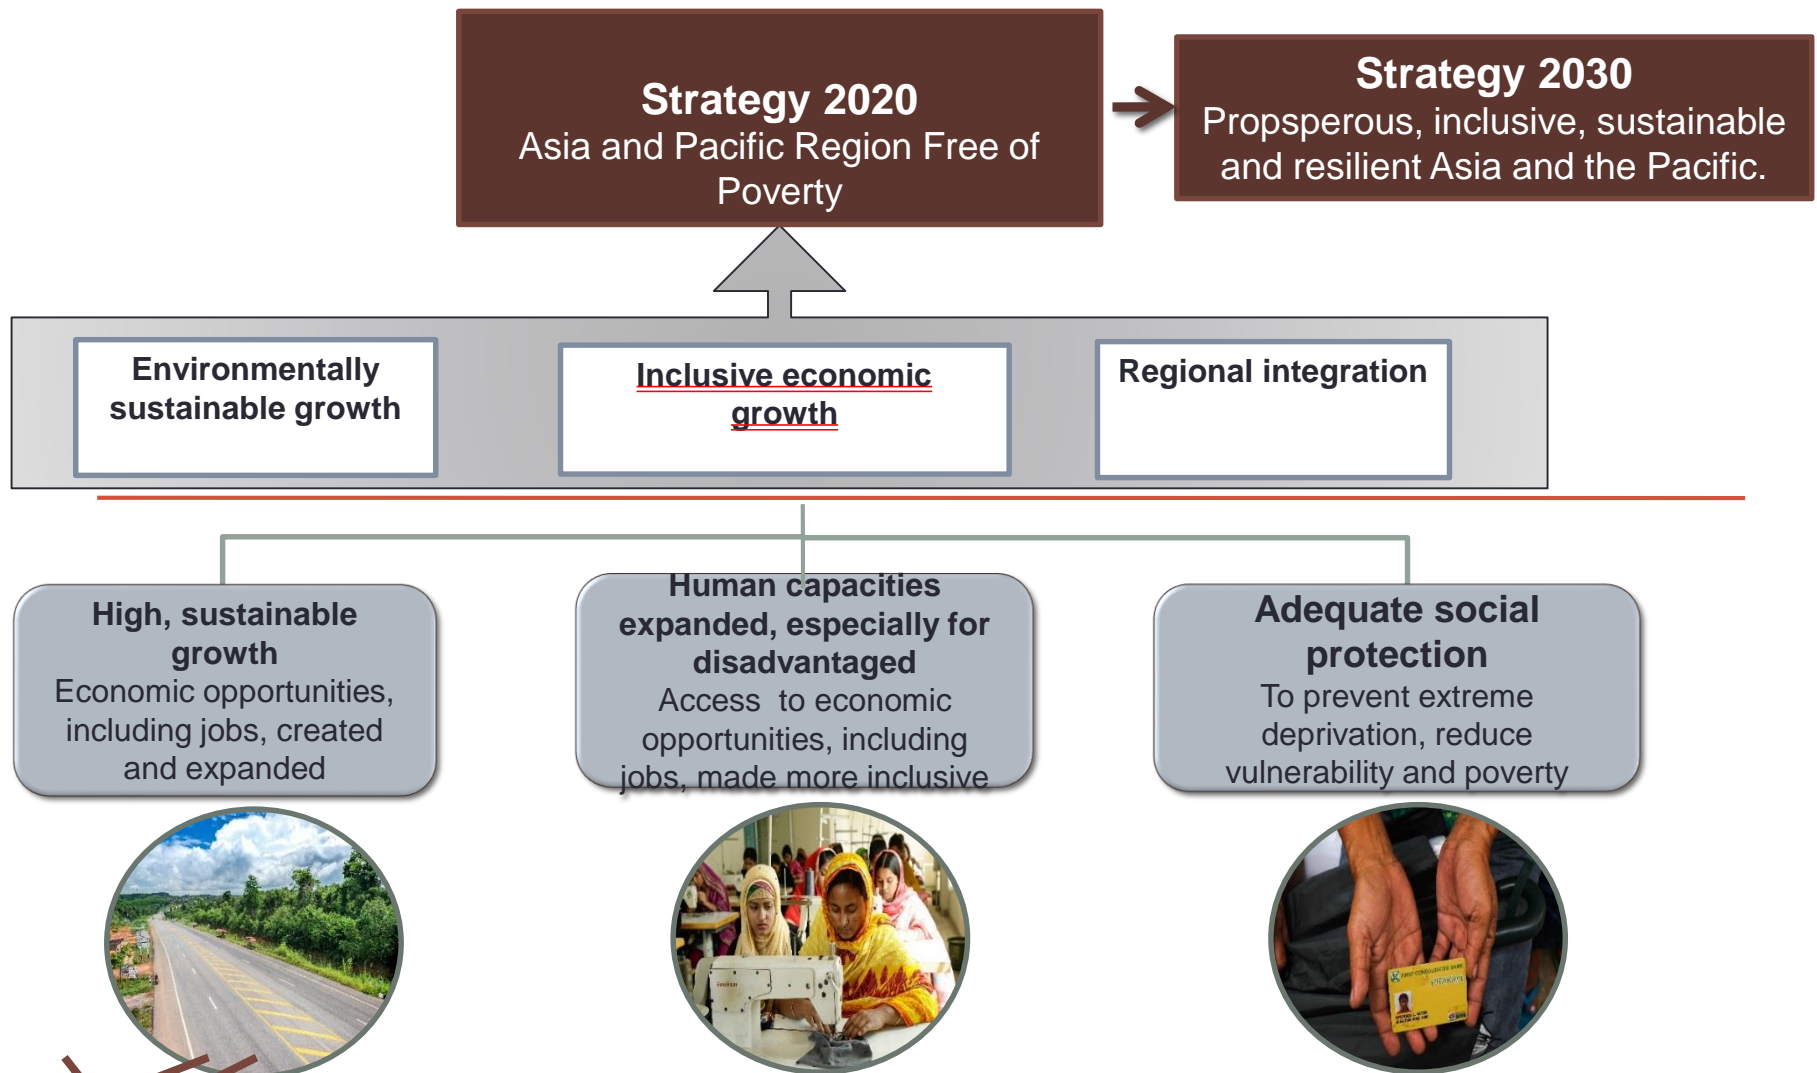 Strategy 2020
Asia and Pacific Region Free of
Poverty
Strategy 2030
Propsperous, inclusive, sustainable
and resilient Asia and the Pacific.
Environmentally
sustainable growth
Inclusive economic
growth
Regional integration
High, sustainable
growth
Economic opportunities,
including jobs, created
and expanded
Human capacities
expanded, especially for
disadvantaged
Access to economic
opportunities, including
jobs, made more inclusive
Adequate social
protection
To prevent extreme
deprivation, reduce
vulnerability and poverty